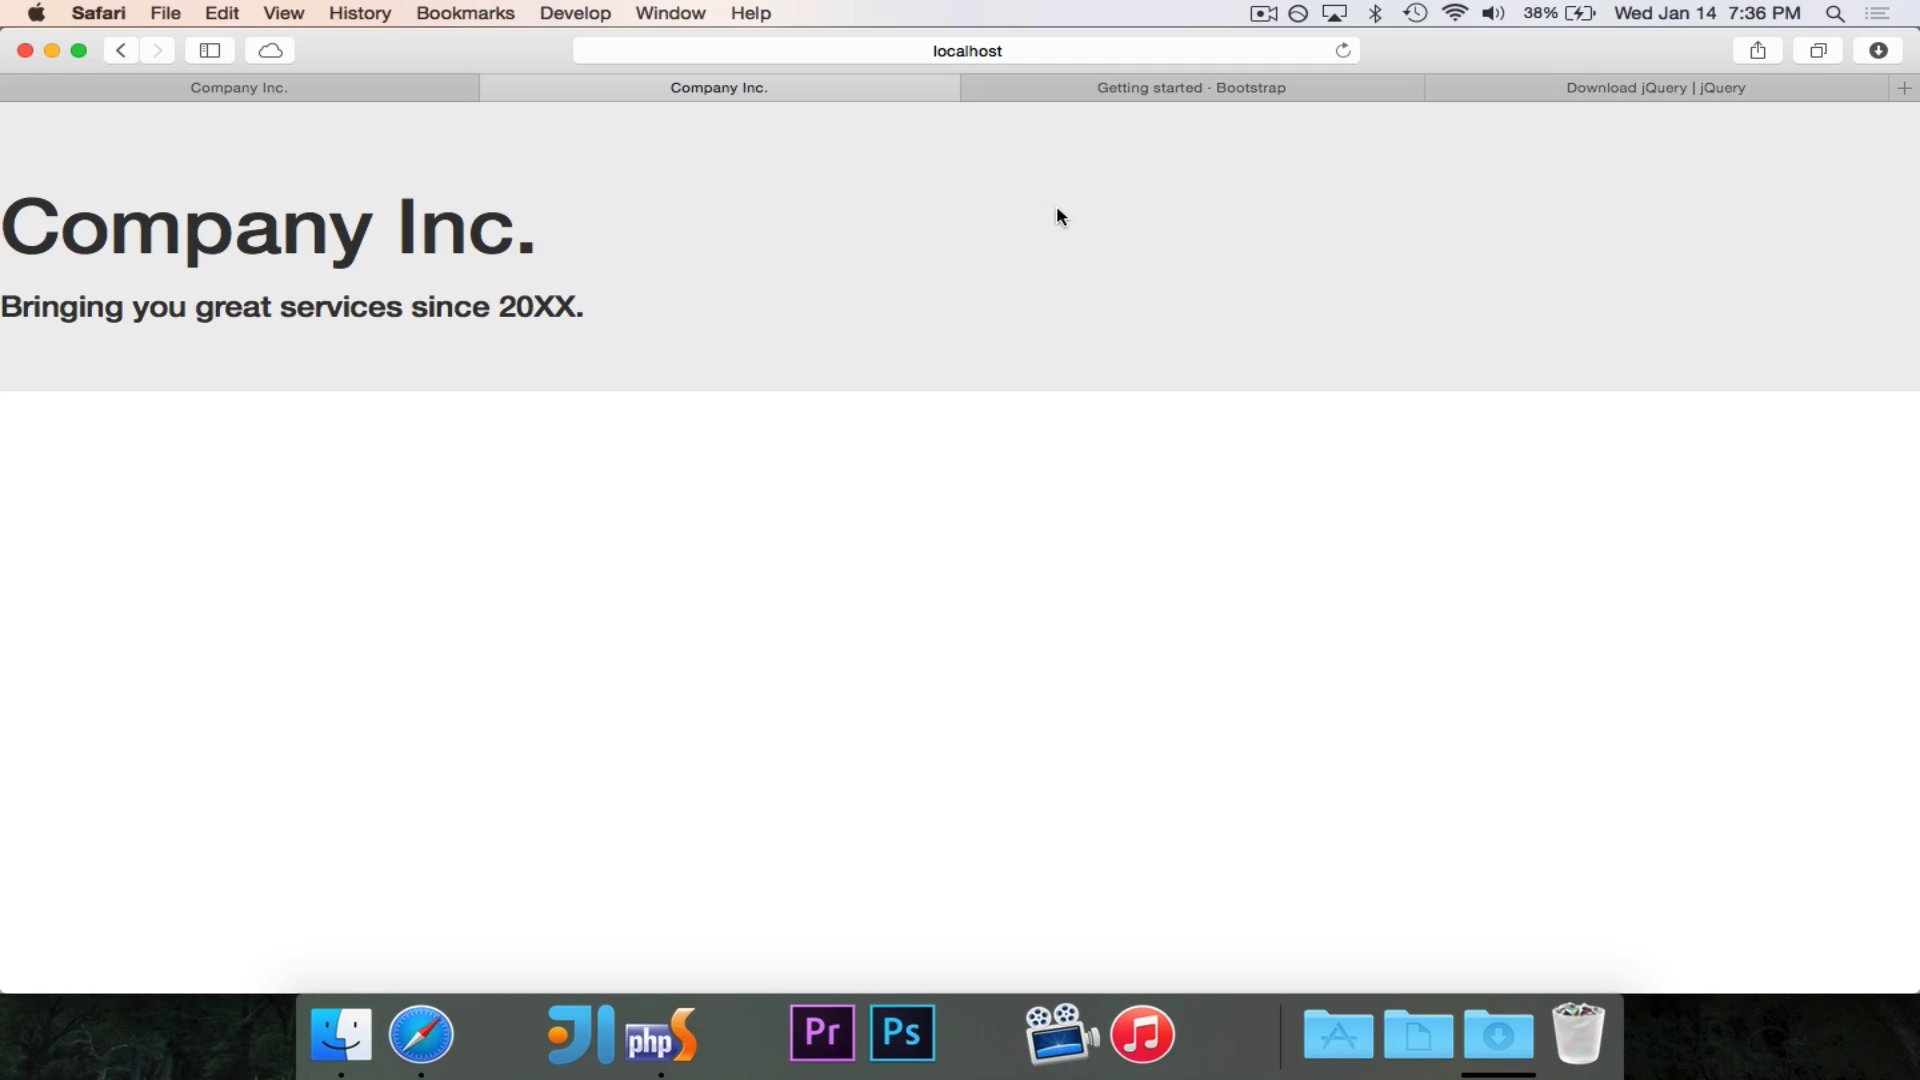 Safari File Edit View History Bookmarks Develop Window Help 38% Wed Jan 14 7:36 PM
localhost
Company Inc. Company Inc. Getting started · Bootstrap Download jQuery | jQuery
Company Inc.
Bringing you great services since 20XX.
JI php S Pr Ps